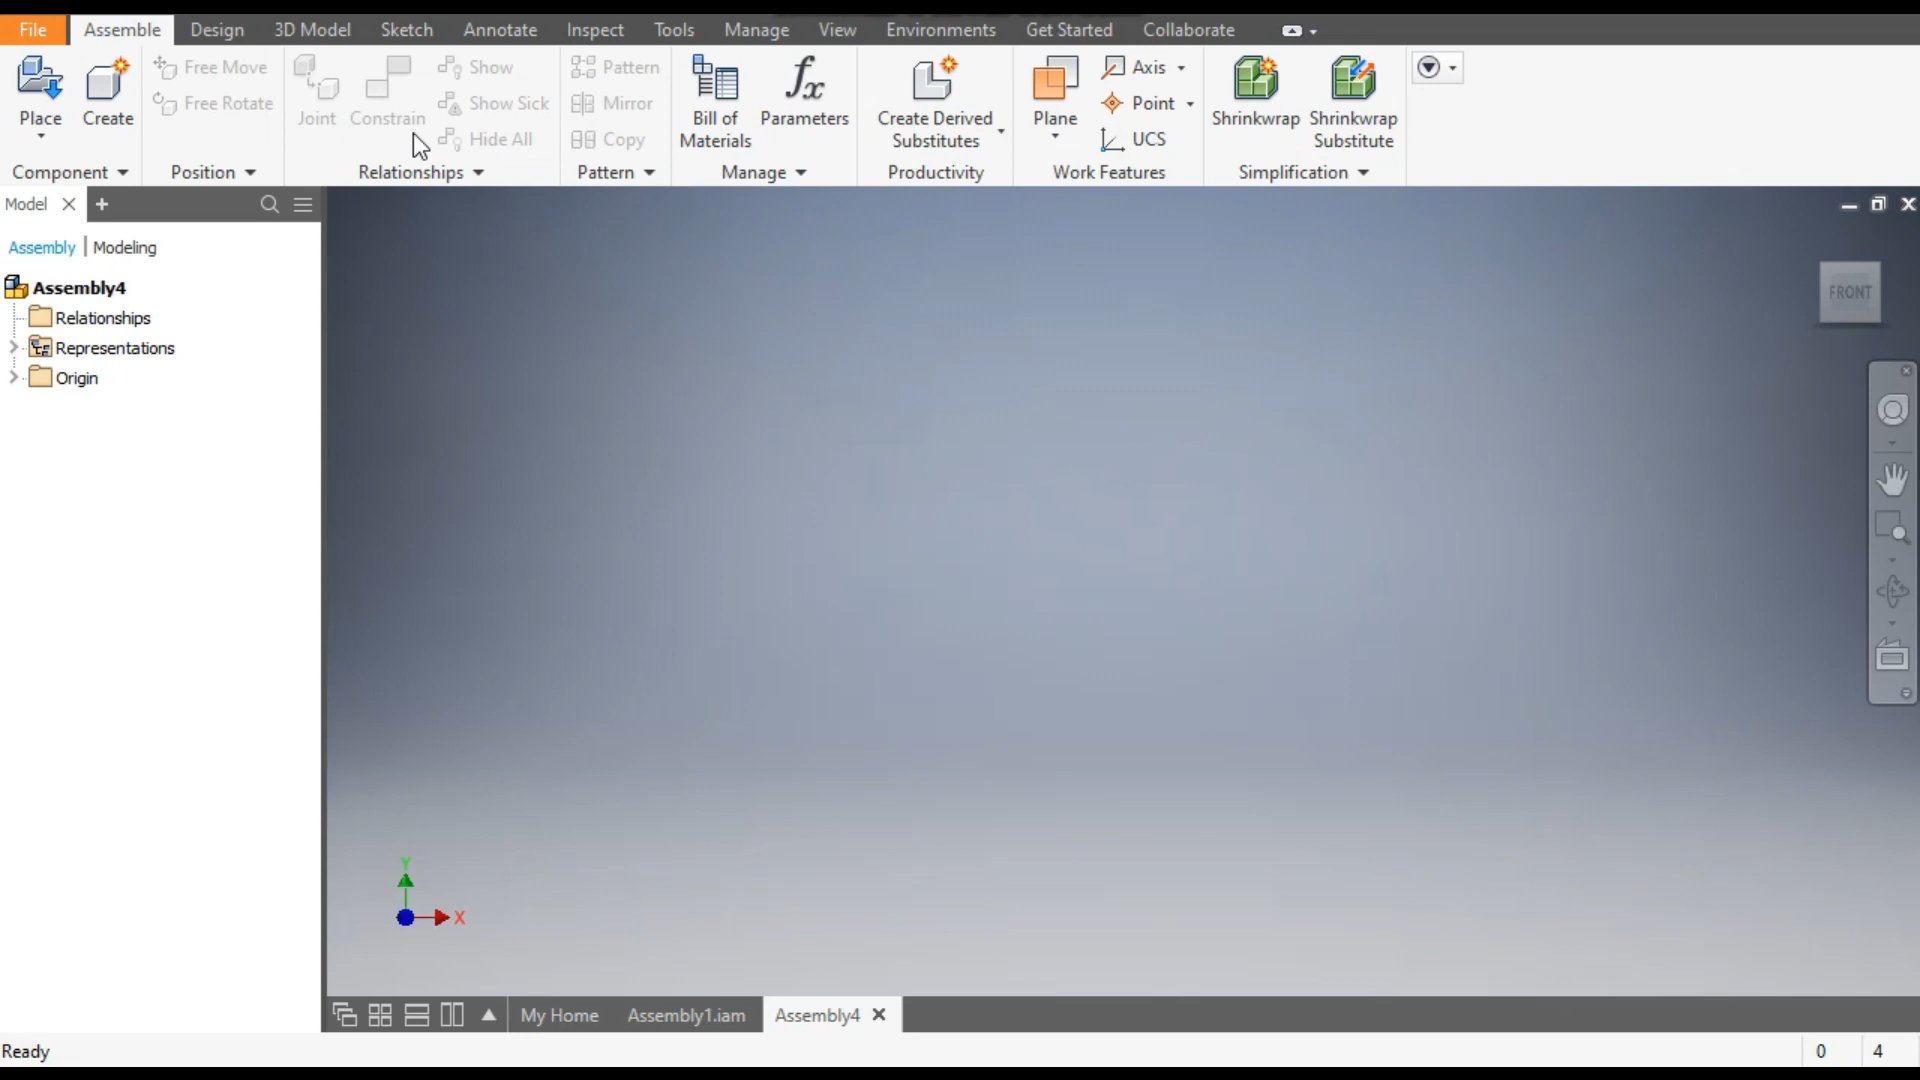 File Assemble Design 3D Model Sketch Annotate Inspect Tools Manage View Environments Get Started Collaborate
Place Create Free Move Free Rotate Joint Constrain Show Show Sick Hide All Pattern Mirror Copy Bill of Materials Parameters Create Derived Substitutes Plane Axis Point UCS Shrinkwrap Shrinkwrap Substitute
Component Position Relationships Pattern Manage Productivity Work Features Simplification
Model
Assembly | Modeling
Assembly4
Relationships
Representations
Origin
FRONT
Y
X
My Home Assembly1.iam Assembly4
Ready 0 4